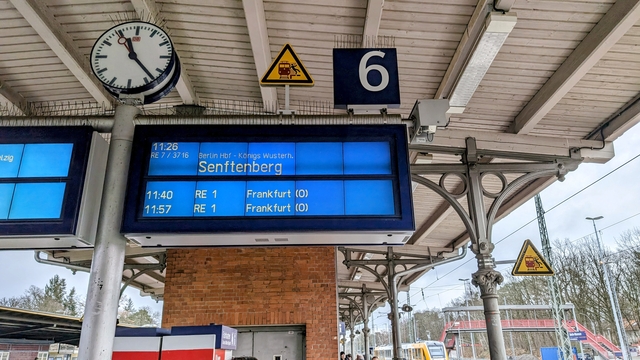 6
11:26
RE 7 / 3716
Berlin Hbf - Königs Wusterh.
Senftenberg
11:40 RE 1 Frankfurt (O)
11:57 RE 1 Frankfurt (O)